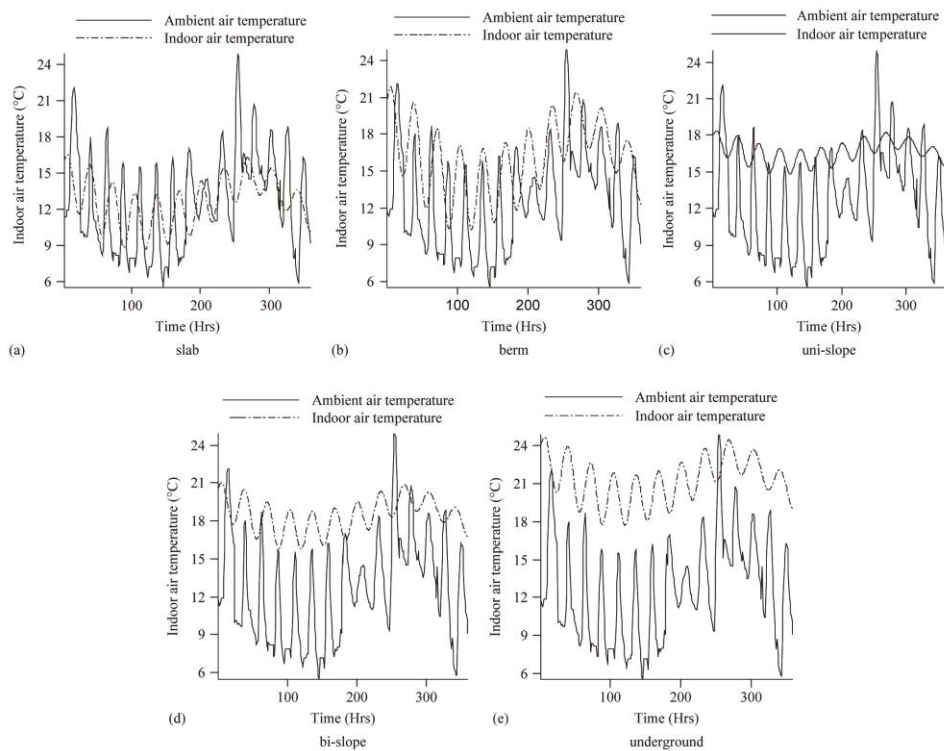 Ambient air temperature
Indoor air temperature
Indoor air temperature (°C)
24
21
18
15
12
9
6
100
200
300
Time (Hrs)
(a)
slab
Ambient air temperature
Indoor air temperature
Indoor air temperature (°C)
24
21
18
15
12
9
6
100
200
300
Time (Hrs)
(b)
berm
Ambient air temperature
Indoor air temperature
Indoor air temperature (°C)
24
21
18
15
12
9
6
100
200
300
Time (Hrs)
(c)
uni-slope
Ambient air temperature
Indoor air temperature
Indoor air temperature (°C)
24
21
18
15
12
9
6
100
200
300
Time (Hrs)
(d)
bi-slope
Ambient air temperature
Indoor air temperature
Indoor air temperature (°C)
24
21
18
15
12
9
6
100
200
300
Time (Hrs)
(e)
underground